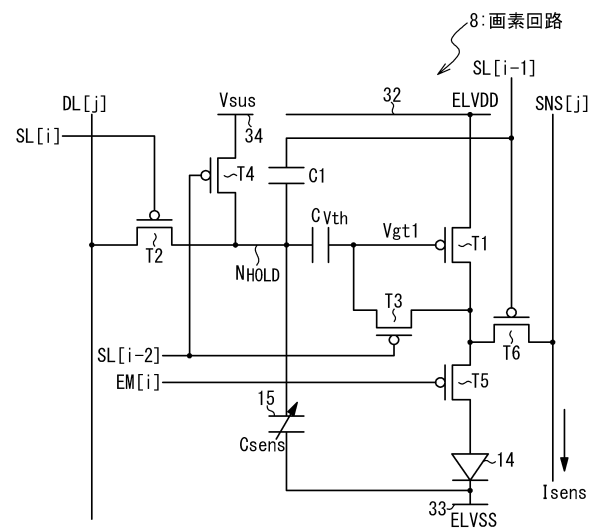 8:画素回路
SL[i-1]
DL[j]
Vsus
32
ELVDD
SNS[j]
SL[i]
34
T4
C1
T2
CVth
Vgt1
T1
NHOLD
T3
T6
SL[i-2]
EM[i]
T5
15
Csens
14
Isens
33
ELVSS